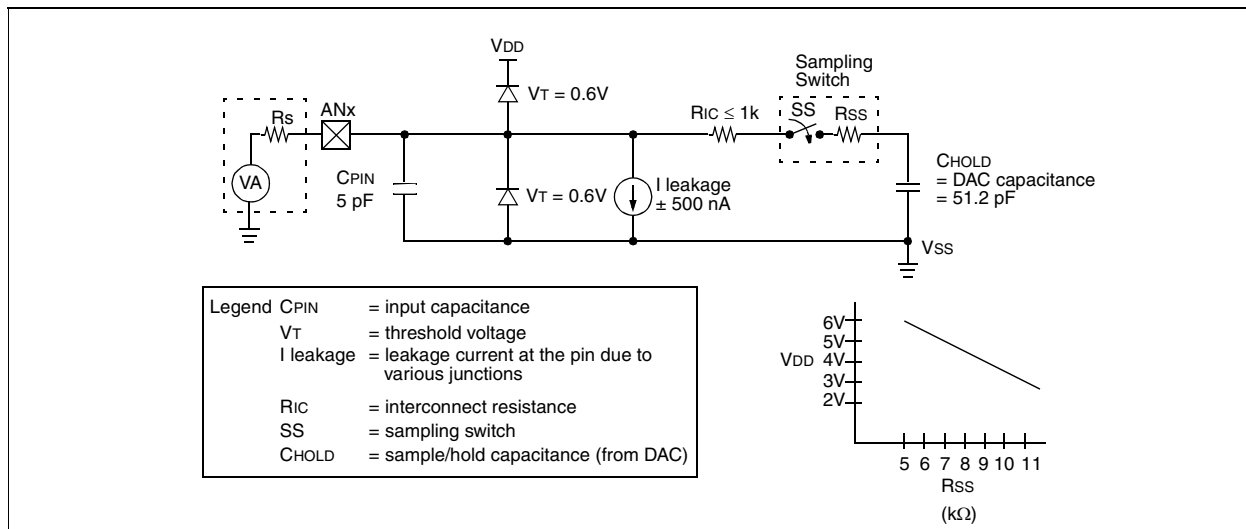 VDD
Sampling
Switch
VT = 0.6V
ANx
RIC ≤ 1k
SS
RSS
Rs
CHOLD
= DAC capacitance
= 51.2 pF
CPIN
5 pF
VA
VT = 0.6V
I leakage
± 500 nA
VSS
Legend CPIN = input capacitance
VT = threshold voltage
I leakage = leakage current at the pin due to
various junctions
RIC = interconnect resistance
SS = sampling switch
CHOLD = sample/hold capacitance (from DAC)
6V
5V
VDD 4V
3V
2V
5 6 7 8 9 10 11
RSS
(kΩ)